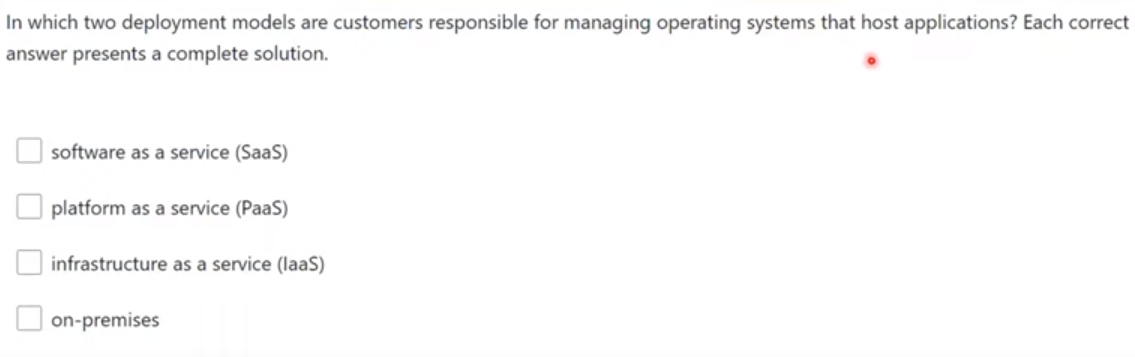 In which two deployment models are customers responsible for managing operating systems that host applications? Each correct
answer presents a complete solution.
software as a service (SaaS)
platform as a service (PaaS)
infrastructure as a service (IaaS)
on-premises